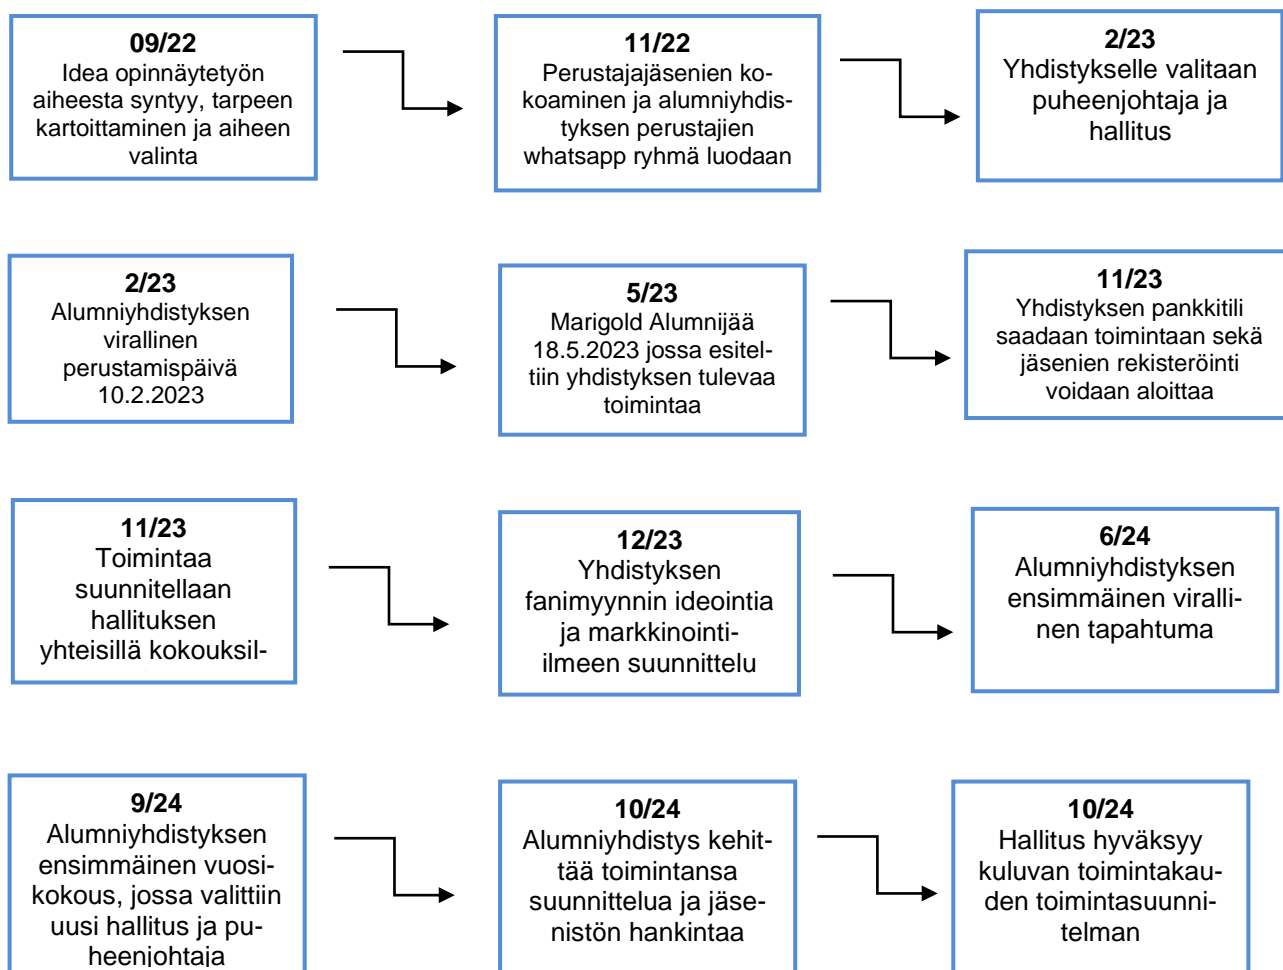 09/22
Idea opinnäytetyön
aiheesta syntyy, tarpeen
kartoittaminen ja aiheen
valinta
11/22
Perustajajäsenien ko-
koaminen ja alumniyhdis-
tyksen perustajien
whatsapp ryhmä luodaan
2/23
Yhdistykselle valitaan
puheenjohtaja ja
hallitus
2/23
Alumniyhdistyksen
virallinen
perustamispäivä
10.2.2023
5/23
Marigold Alumnijää
18.5.2023 jossa esitel-
tiin yhdistyksen tulevaa
toimintaa
11/23
Yhdistyksen pankkitili
saadaan toimintaan sekä
jäsenien rekisteröinti
voidaan aloittaa
11/23
Toimintaa
suunnitellaan
hallituksen
yhteisillä kokouksil-
12/23
Yhdistyksen
fanimyynnin ideointia
ja markkinointi-
ilmeen suunnittelu
6/24
Alumniyhdistyksen
ensimmäinen viralli-
nen tapahtuma
9/24
Alumniyhdistyksen
ensimmäinen vuosi-
kokous, jossa valittiin
uusi hallitus ja pu-
heenjohtaja
10/24
Alumniyhdistys kehit-
tää toimintansa
suunnittelua ja jäse-
nistön hankintaa
10/24
Hallitus hyväksyy
kuluvan toimintakau-
den toimintasuunni-
telman